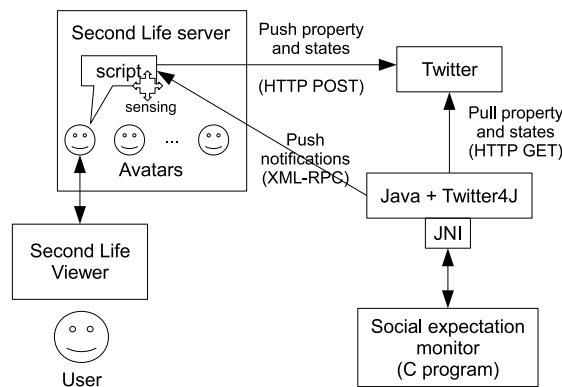 Second Life server
script
sensing
...
Avatars
Push property
and states
(HTTP POST)
Twitter
Pull property
and states
(HTTP GET)
Push
notifications
(XML-RPC)
Java + Twitter4J
JNI
Second Life
Viewer
User
Social expectation
monitor
(C program)